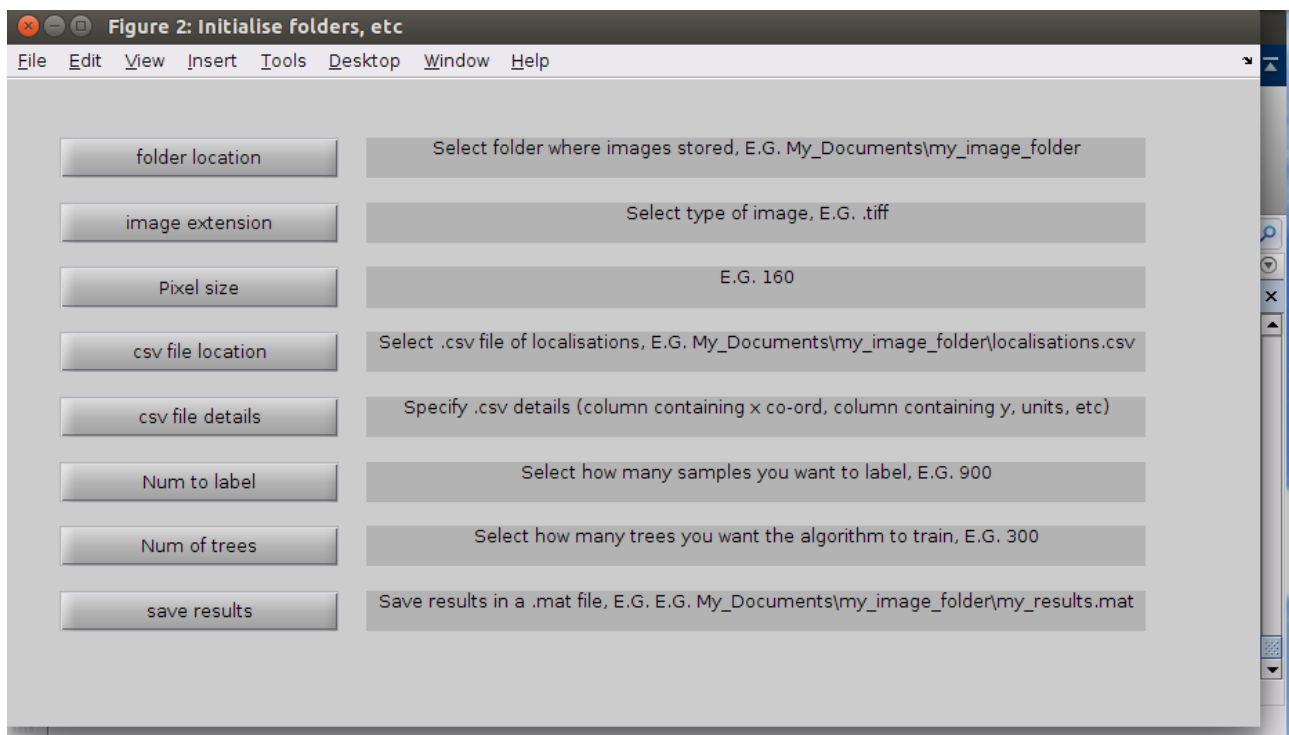 Figure 2: Initialise folders, etc
File Edit View Insert Tools Desktop Window Help
folder location Select folder where images stored, E.G. My_Documents\my_image_folder
image extension Select type of image, E.G. .tiff
Pixel size E.G. 160
csv file location Select .csv file of localisations, E.G. My_Documents\my_image_folder\localisations.csv
csv file details Specify .csv details (column containing x co-ord, column containing y, units, etc)
Num to label Select how many samples you want to label, E.G. 900
Num of trees Select how many trees you want the algorithm to train, E.G. 300
save results Save results in a .mat file, E.G. E.G. My_Documents\my_image_folder\my_results.mat